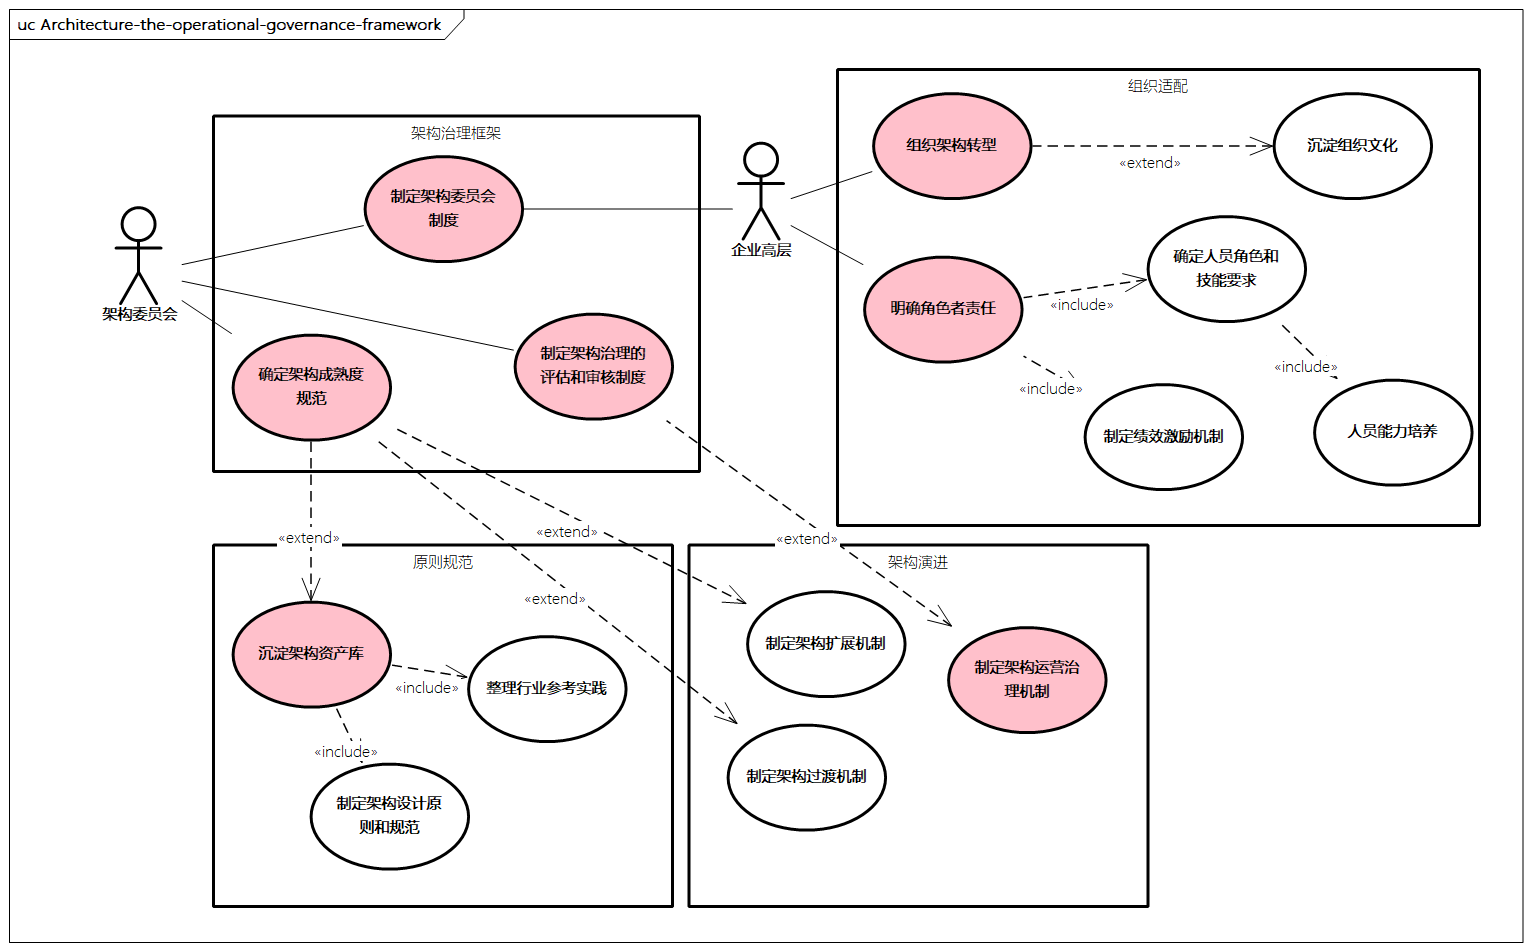 uc Architecture-the-operational-governance-framework
架构治理框架
制定架构委员会
制度
架构委员会
确定架构成熟度
规范
制定架构治理的
评估和审核制度
企业高层
组织适配
组织架构转型
«extend»
沉淀组织文化
明确角色者责任
«include»
确定人员角色和
技能要求
«include»
«include»
制定绩效激励机制
人员能力培养
«extend»
«extend»
«extend»
«extend»
原则规范
沉淀架构资产库
«include»
整理行业参考实践
«include»
制定架构设计原
则和规范
架构演进
制定架构扩展机制
制定架构运营治
理机制
制定架构过渡机制